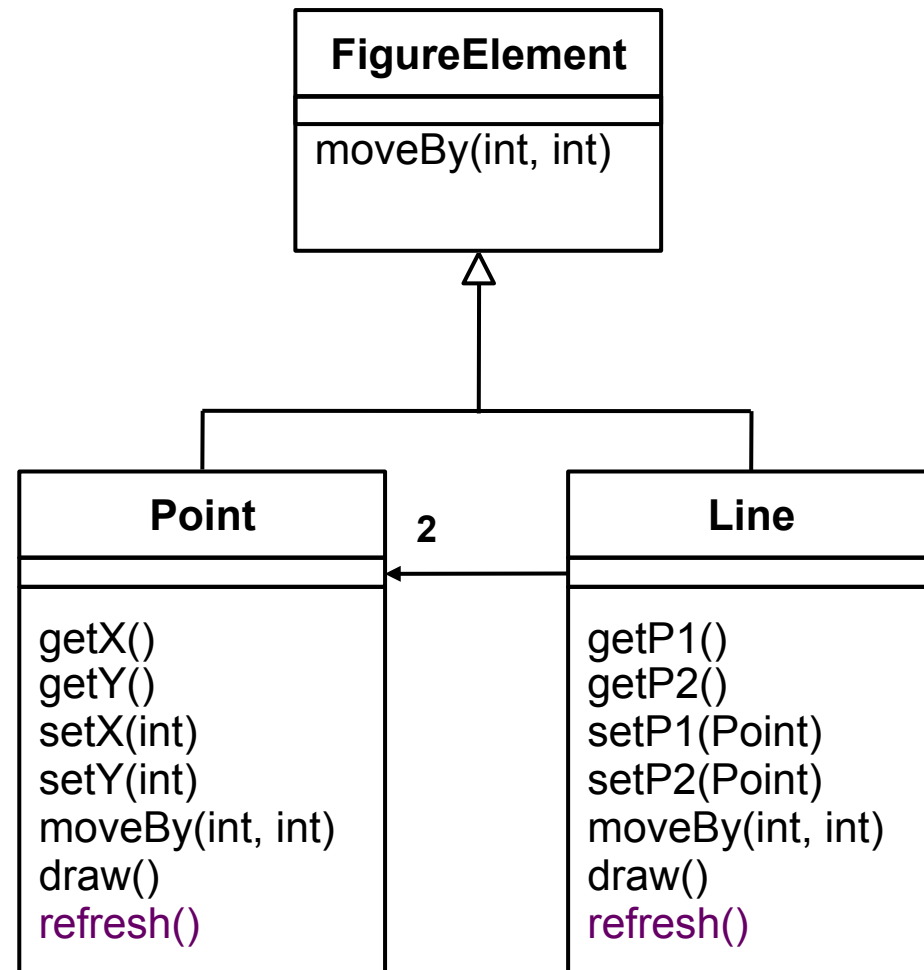 FigureElement
moveBy(int, int)
Point
2
Line
getX()
getY()
setX(int)
setY(int)
moveBy(int, int)
draw()
refresh()
getP1()
getP2()
setP1(Point)
setP2(Point)
moveBy(int, int)
draw()
refresh()